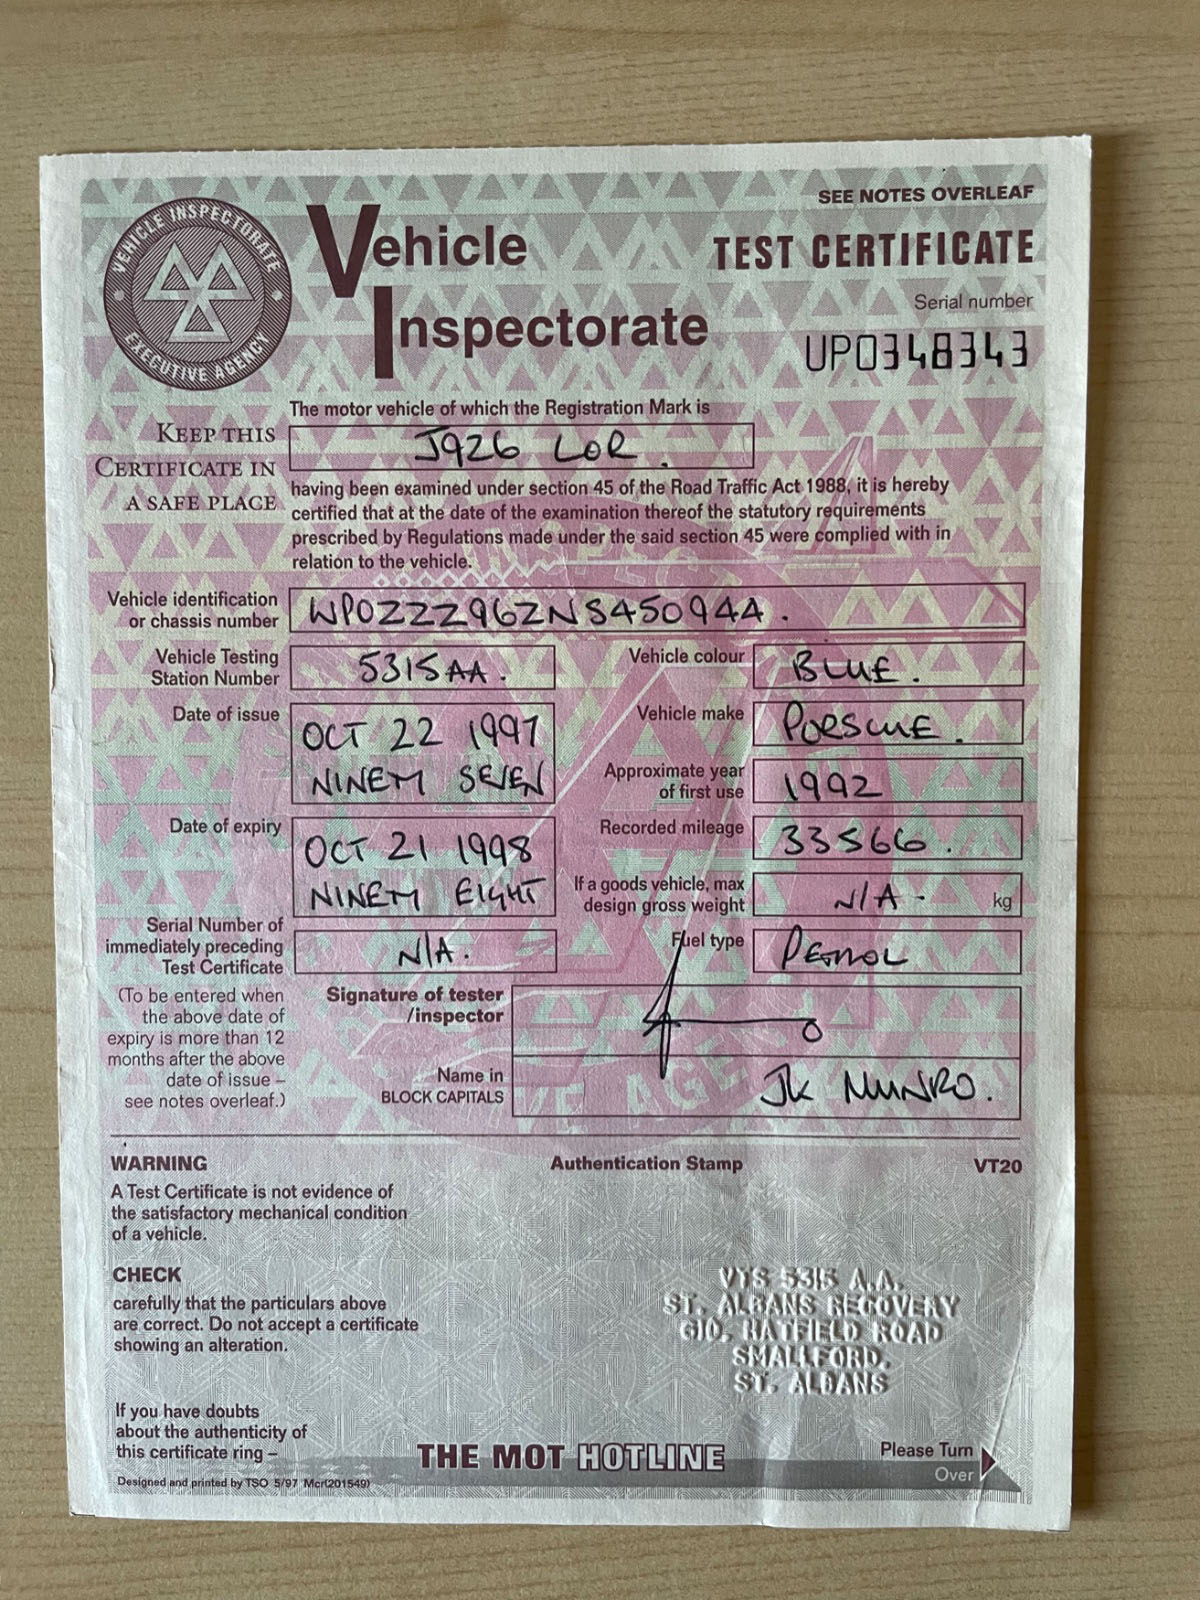 SEE NOTES OVERLEAF
VEHICLE INSPECTORATE
EXECUTIVE AGENCY
Vehicle
Inspectorate
TEST CERTIFICATE
Serial number
UP0348343
KEEP THIS
CERTIFICATE IN
A SAFE PLACE
The motor vehicle of which the Registration Mark is
J926 LOR.
having been examined under section 45 of the Road Traffic Act 1988, it is hereby
certified that at the date of the examination thereof the statutory requirements
prescribed by Regulations made under the said section 45 were complied with in
relation to the vehicle.
Vehicle identification
or chassis number
WP0ZZZ96ZNS450944.
Vehicle Testing
Station Number
5315AA.
Vehicle colour
BLUE.
Date of issue
OCT 22 1997
NINETY SEVEN
Vehicle make
PORSCHE.
Approximate year
of first use
1992
Date of expiry
OCT 21 1998
NINETY EIGHT
Recorded mileage
33566.
If a goods vehicle, max
design gross weight
N/A - kg
Serial Number of
immediately preceding
Test Certificate
N/A.
Fuel type
PETROL
(To be entered when
the above date of
expiry is more than 12
months after the above
date of issue –
see notes overleaf.)
Signature of tester
/inspector
Name in
BLOCK CAPITALS
JK MUNRO.
WARNING
A Test Certificate is not evidence of
the satisfactory mechanical condition
of a vehicle.
Authentication Stamp
VT20
CHECK
carefully that the particulars above
are correct. Do not accept a certificate
showing an alteration.
VTS 5315 A.A.
ST. ALBANS RECOVERY
610, HATFIELD ROAD
SMALLFORD.
ST. ALBANS
If you have doubts
about the authenticity of
this certificate ring –
THE MOT HOTLINE
Please Turn
Over
Designed and printed by TSO 5/97 Mcr(201549)